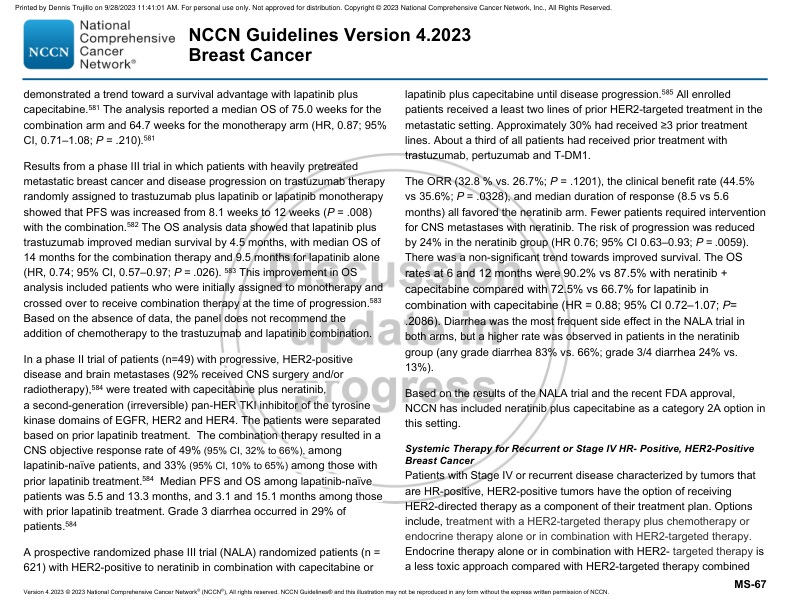 Printed by Dennis Trujillo on 9/28/2023 11:41:01 AM. For personal use only. Not approved for distribution. Copyright © 2023 National Comprehensive Cancer Network, Inc., All Rights Reserved.
NCCN
National
Comprehensive
Cancer
Network®
NCCN Guidelines Version 4.2023
Breast Cancer
demonstrated a trend toward a survival advantage with lapatinib plus
capecitabine.581 The analysis reported a median OS of 75.0 weeks for the
combination arm and 64.7 weeks for the monotherapy arm (HR, 0.87; 95%
CI, 0.71–1.08; P = .210).581
Results from a phase III trial in which patients with heavily pretreated
metastatic breast cancer and disease progression on trastuzumab therapy
randomly assigned to trastuzumab plus lapatinib or lapatinib monotherapy
showed that PFS was increased from 8.1 weeks to 12 weeks (P = .008)
with the combination.582 The OS analysis data showed that lapatinib plus
trastuzumab improved median survival by 4.5 months, with median OS of
14 months for the combination therapy and 9.5 months for lapatinib alone
(HR, 0.74; 95% CI, 0.57–0.97; P = .026). 583 This improvement in OS
analysis included patients who were initially assigned to monotherapy and
crossed over to receive combination therapy at the time of progression.583
Based on the absence of data, the panel does not recommend the
addition of chemotherapy to the trastuzumab and lapatinib combination.
In a phase II trial of patients (n=49) with progressive, HER2-positive
disease and brain metastases (92% received CNS surgery and/or
radiotherapy),584 were treated with capecitabine plus neratinib,
a second-generation (irreversible) pan-HER TKI inhibitor of the tyrosine
kinase domains of EGFR, HER2 and HER4. The patients were separated
based on prior lapatinib treatment. The combination therapy resulted in a
CNS objective response rate of 49% (95% CI, 32% to 66%), among
lapatinib-naïve patients, and 33% (95% CI, 10% to 65%) among those with
prior lapatinib treatment.584 Median PFS and OS among lapatinib-naïve
patients was 5.5 and 13.3 months, and 3.1 and 15.1 months among those
with prior lapatinib treatment. Grade 3 diarrhea occurred in 29% of
patients.584
A prospective randomized phase III trial (NALA) randomized patients (n =
621) with HER2-positive to neratinib in combination with capecitabine or
lapatinib plus capecitabine until disease progression.585 All enrolled
patients received a least two lines of prior HER2-targeted treatment in the
metastatic setting. Approximately 30% had received ≥3 prior treatment
lines. About a third of all patients had received prior treatment with
trastuzumab, pertuzumab and T-DM1.
The ORR (32.8 % vs. 26.7%; P = .1201), the clinical benefit rate (44.5%
vs 35.6%; P = .0328), and median duration of response (8.5 vs 5.6
months) all favored the neratinib arm. Fewer patients required intervention
for CNS metastases with neratinib. The risk of progression was reduced
by 24% in the neratinib group (HR 0.76; 95% CI 0.63–0.93; P = .0059).
There was a non-significant trend towards improved survival. The OS
rates at 6 and 12 months were 90.2% vs 87.5% with neratinib +
capecitabine compared with 72.5% vs 66.7% for lapatinib in
combination with capecitabine (HR = 0.88; 95% CI 0.72–1.07; P=
.2086). Diarrhea was the most frequent side effect in the NALA trial in
both arms, but a higher rate was observed in patients in the neratinib
group (any grade diarrhea 83% vs. 66%; grade 3/4 diarrhea 24% vs.
13%).
Based on the results of the NALA trial and the recent FDA approval,
NCCN has included neratinib plus capecitabine as a category 2A option in
this setting.
Systemic Therapy for Recurrent or Stage IV HR- Positive, HER2-Positive
Breast Cancer
Patients with Stage IV or recurrent disease characterized by tumors that
are HR-positive, HER2-positive tumors have the option of receiving
HER2-directed therapy as a component of their treatment plan. Options
include, treatment with a HER2-targeted therapy plus chemotherapy or
endocrine therapy alone or in combination with HER2-targeted therapy.
Endocrine therapy alone or in combination with HER2- targeted therapy is
a less toxic approach compared with HER2-targeted therapy combined
Discussion
update in
progress
MS-67
Version 4.2023 © 2023 National Comprehensive Cancer Network® (NCCN®), All rights reserved. NCCN Guidelines® and this illustration may not be reproduced in any form without the express written permission of NCCN.